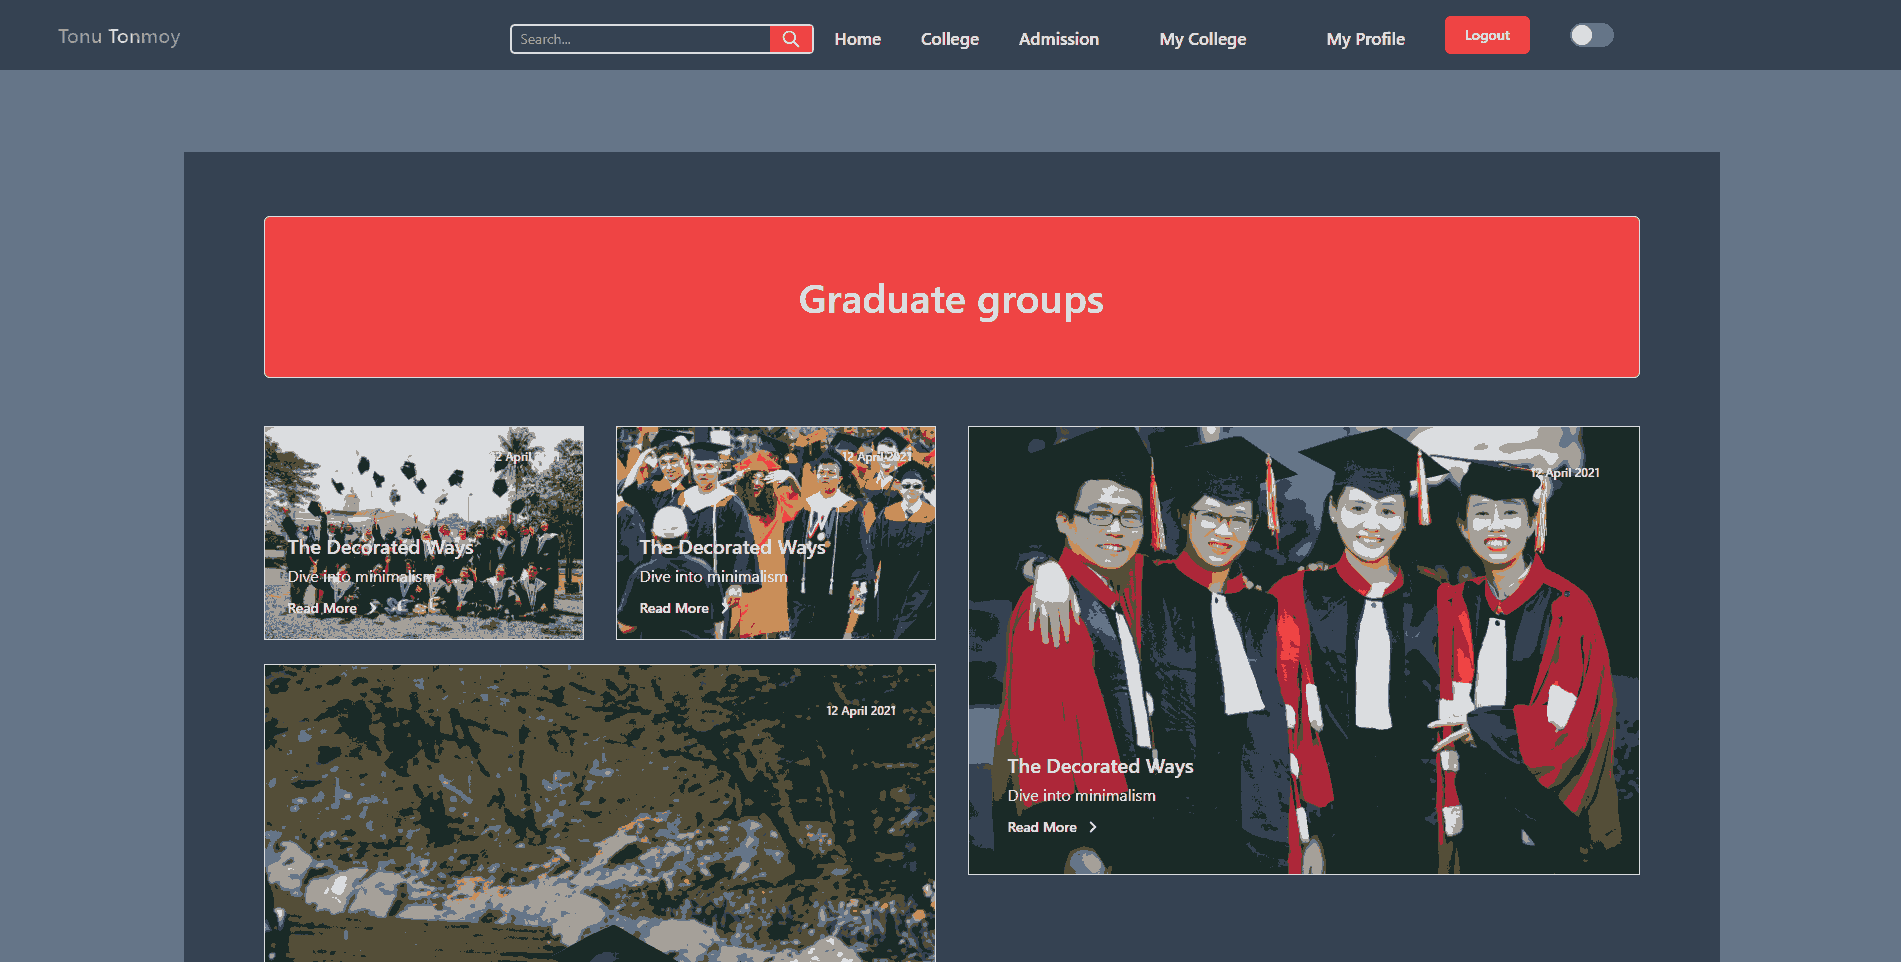 Tonu Tonmoy
Search...
Home
College
Admission
My College
My Profile
Logout
Graduate groups
12 April 2021
The Decorated Ways
Dive into minimalism
Read More
12 April 2021
The Decorated Ways
Dive into minimalism
Read More
12 April 2021
The Decorated Ways
Dive into minimalism
Read More
12 April 2021